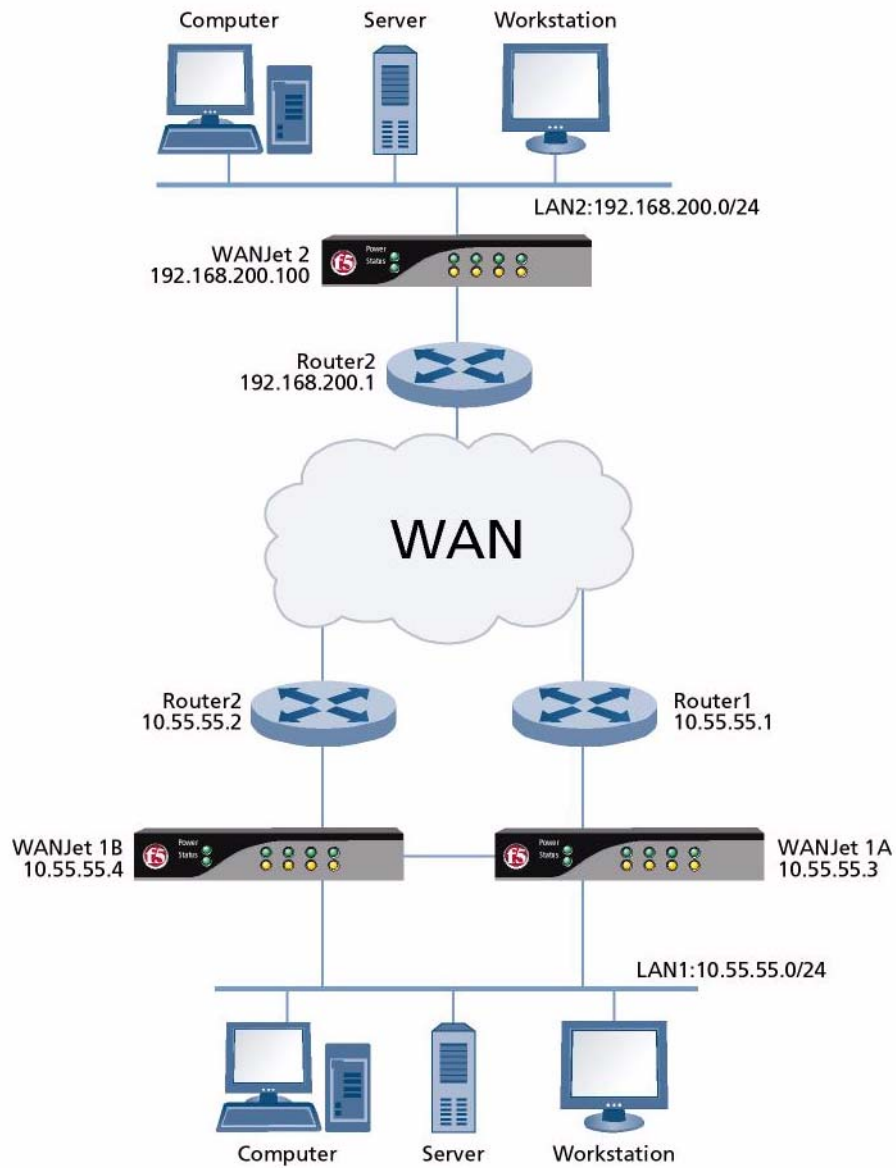 Computer
Server
Workstation
LAN2:192.168.200.0/24
WANJet 2
192.168.200.100
f5
Power
Status
Router2
192.168.200.1
WAN
Router2
10.55.55.2
Router1
10.55.55.1
WANJet 1B
10.55.55.4
f5
Power
Status
f5
Power
Status
WANJet 1A
10.55.55.3
LAN1:10.55.55.0/24
Computer
Server
Workstation